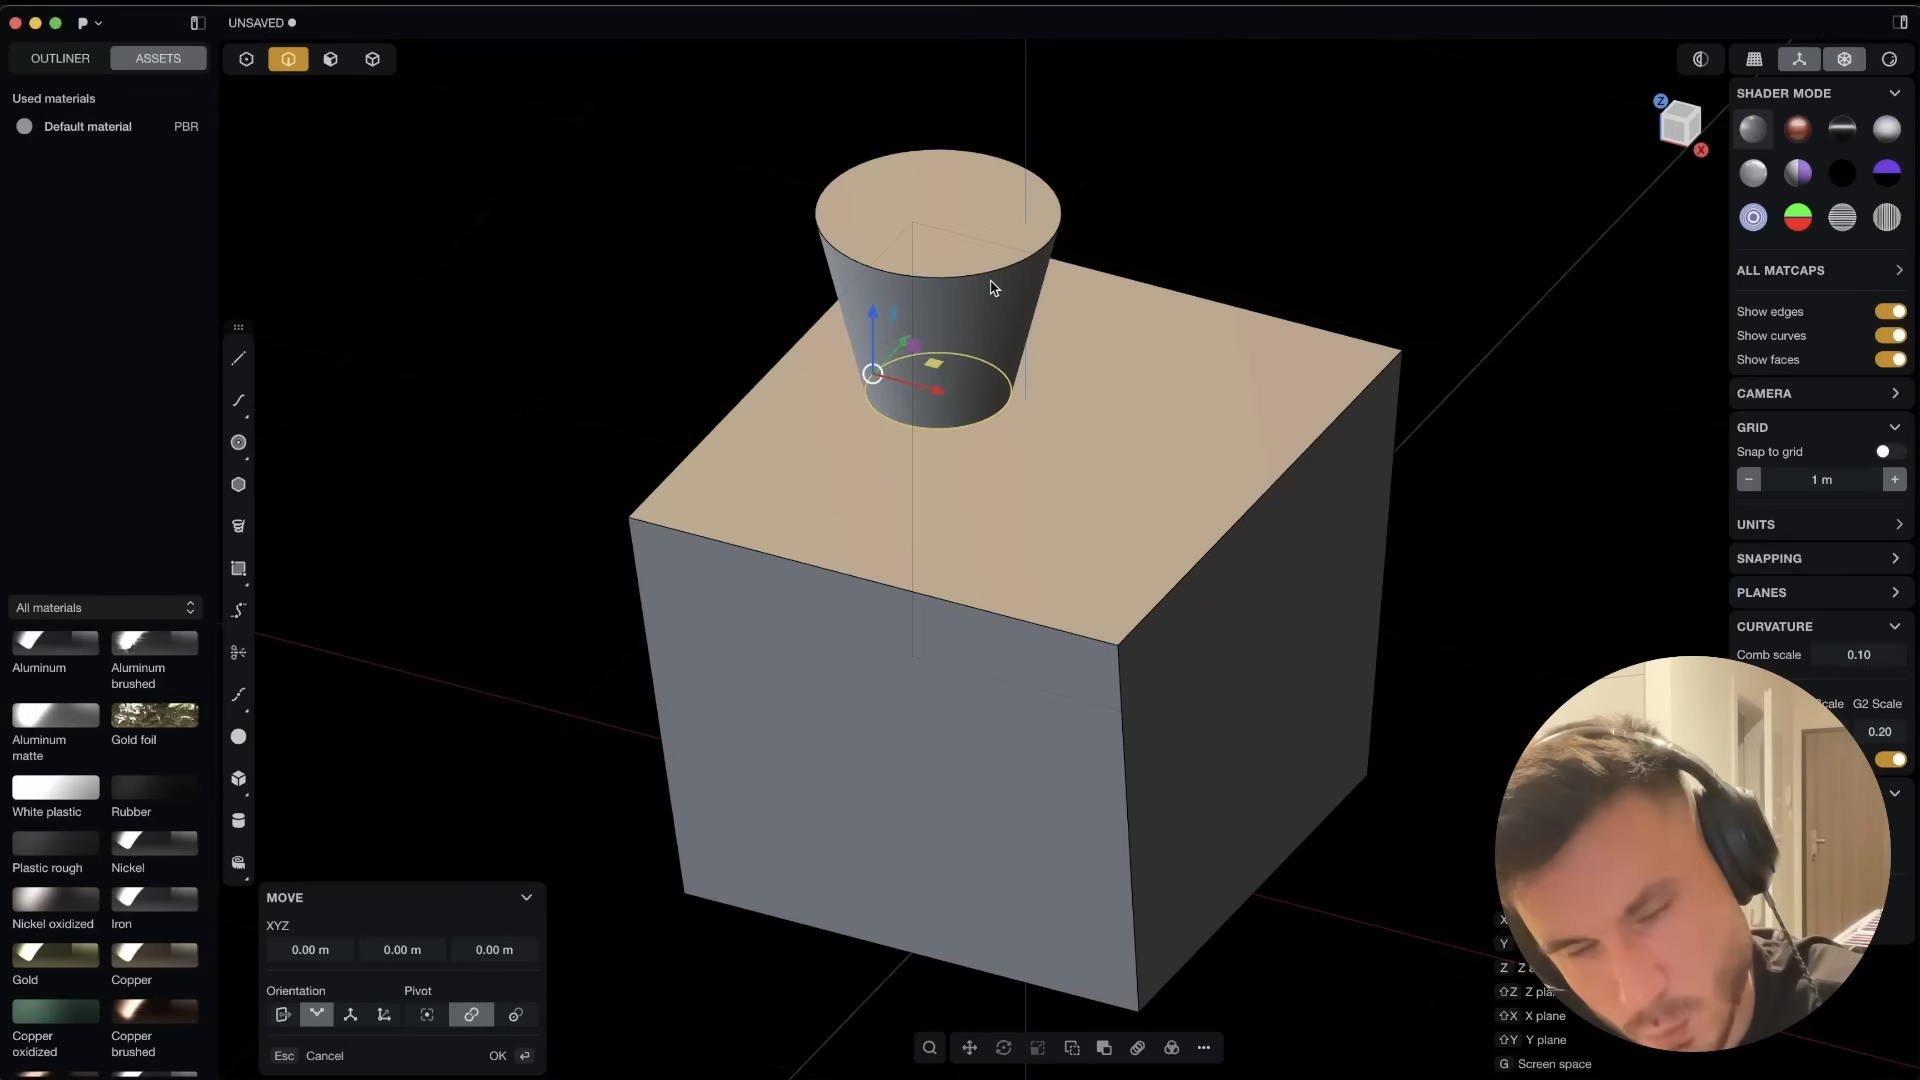 UNSAVED
OUTLINER
ASSETS
Used materials
Default material PBR
All materials
Aluminum
Aluminum brushed
Aluminum matte
Gold foil
White plastic
Rubber
Plastic rough
Nickel
Nickel oxidized
Iron
Gold
Copper
Copper oxidized
Copper brushed
MOVE
XYZ
0.00 m 0.00 m 0.00 m
Orientation Pivot
Esc Cancel OK
Z
X
SHADER MODE
ALL MATCAPS
Show edges
Show curves
Show faces
CAMERA
GRID
Snap to grid
− 1 m +
UNITS
SNAPPING
PLANES
CURVATURE
Comb scale 0.10
G2 Scale
0.20
X
Y
Z
⇧Z
⇧X X plane
⇧Y Y plane
G Screen space